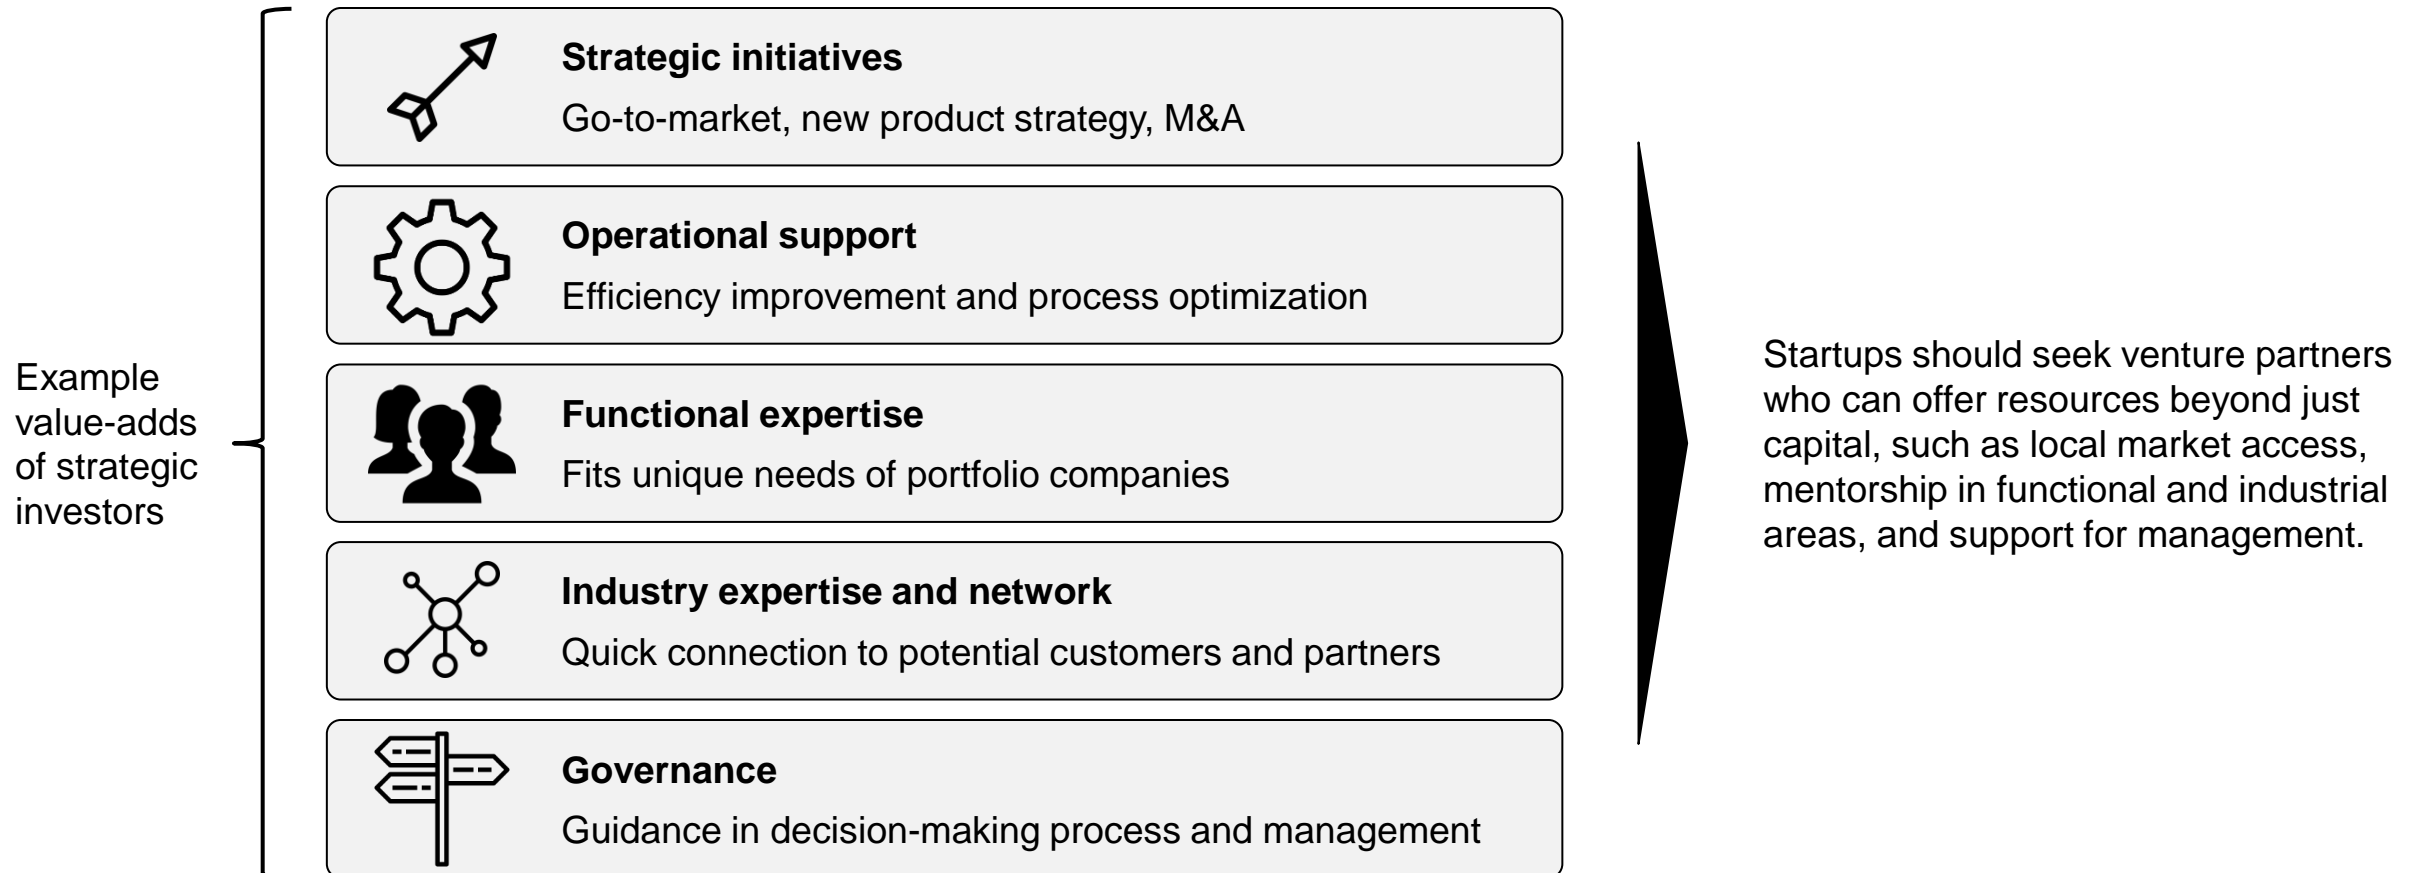 Example
value-adds
of strategic
investors
Strategic initiatives
Go-to-market, new product strategy, M&A
Operational support
Efficiency improvement and process optimization
Functional expertise
Fits unique needs of portfolio companies
Industry expertise and network
Quick connection to potential customers and partners
Governance
Guidance in decision-making process and management
Startups should seek venture partners
who can offer resources beyond just
capital, such as local market access,
mentorship in functional and industrial
areas, and support for management.